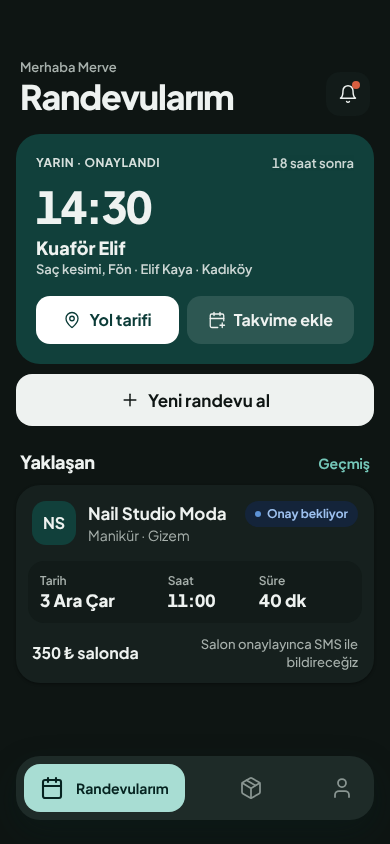 Merhaba Merve
Randevularım
YARIN · ONAYLANDI
18 saat sonra
14:30
Kuaför Elif
Saç kesimi, Fön · Elif Kaya · Kadıköy
Yol tarifi
Takvime ekle
Yeni randevu al
Yaklaşan
Geçmiş
NS
Nail Studio Moda
Onay bekliyor
Manikür · Gizem
Tarih
Saat
Süre
3 Ara Çar
11:00
40 dk
350 ₺ salonda
Salon onaylayınca SMS ile
bildireceğiz
Randevularım